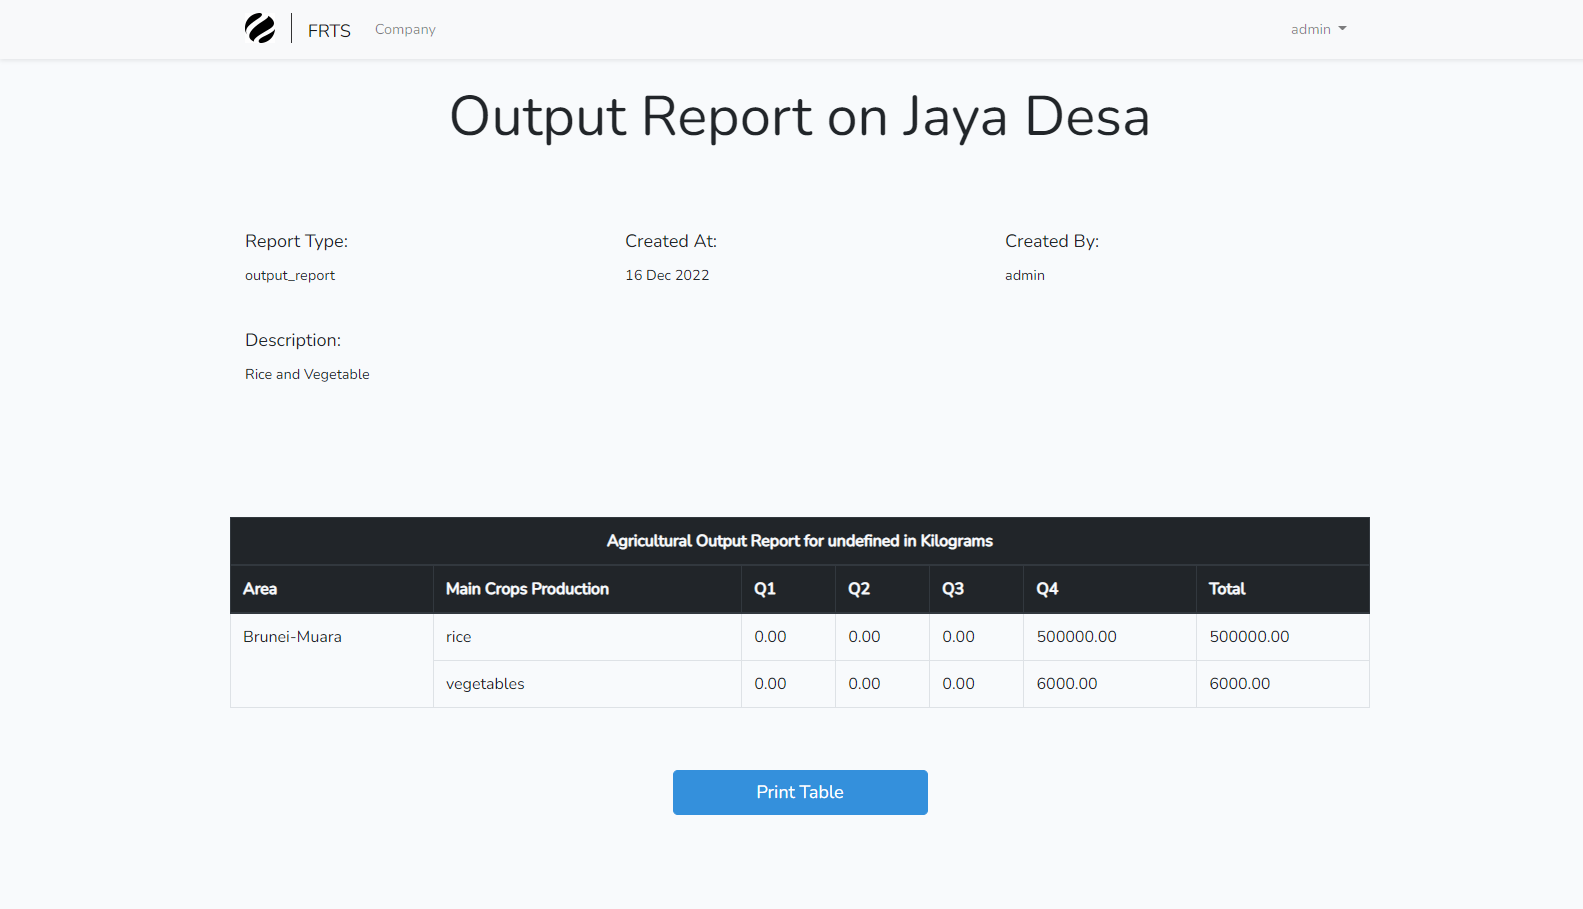 FRTS Company admin
Output Report on Jaya Desa
Report Type: Created At: Created By:
output_report 16 Dec 2022 admin
Description:
Rice and Vegetable
Agricultural Output Report for undefined in Kilograms
Area Main Crops Production Q1 Q2 Q3 Q4 Total
Brunei-Muara rice 0.00 0.00 0.00 500000.00 500000.00
vegetables 0.00 0.00 0.00 6000.00 6000.00
Print Table